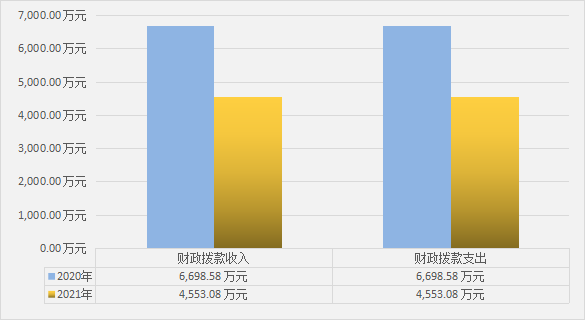 7,000.00万元
6,000.00万元
5,000.00万元
4,000.00万元
3,000.00万元
2,000.00万元
1,000.00万元
0.00万元
财政拨款收入 财政拨款支出
2020年 6,698.58 万元 6,698.58 万元
2021年 4,553.08 万元 4,553.08 万元